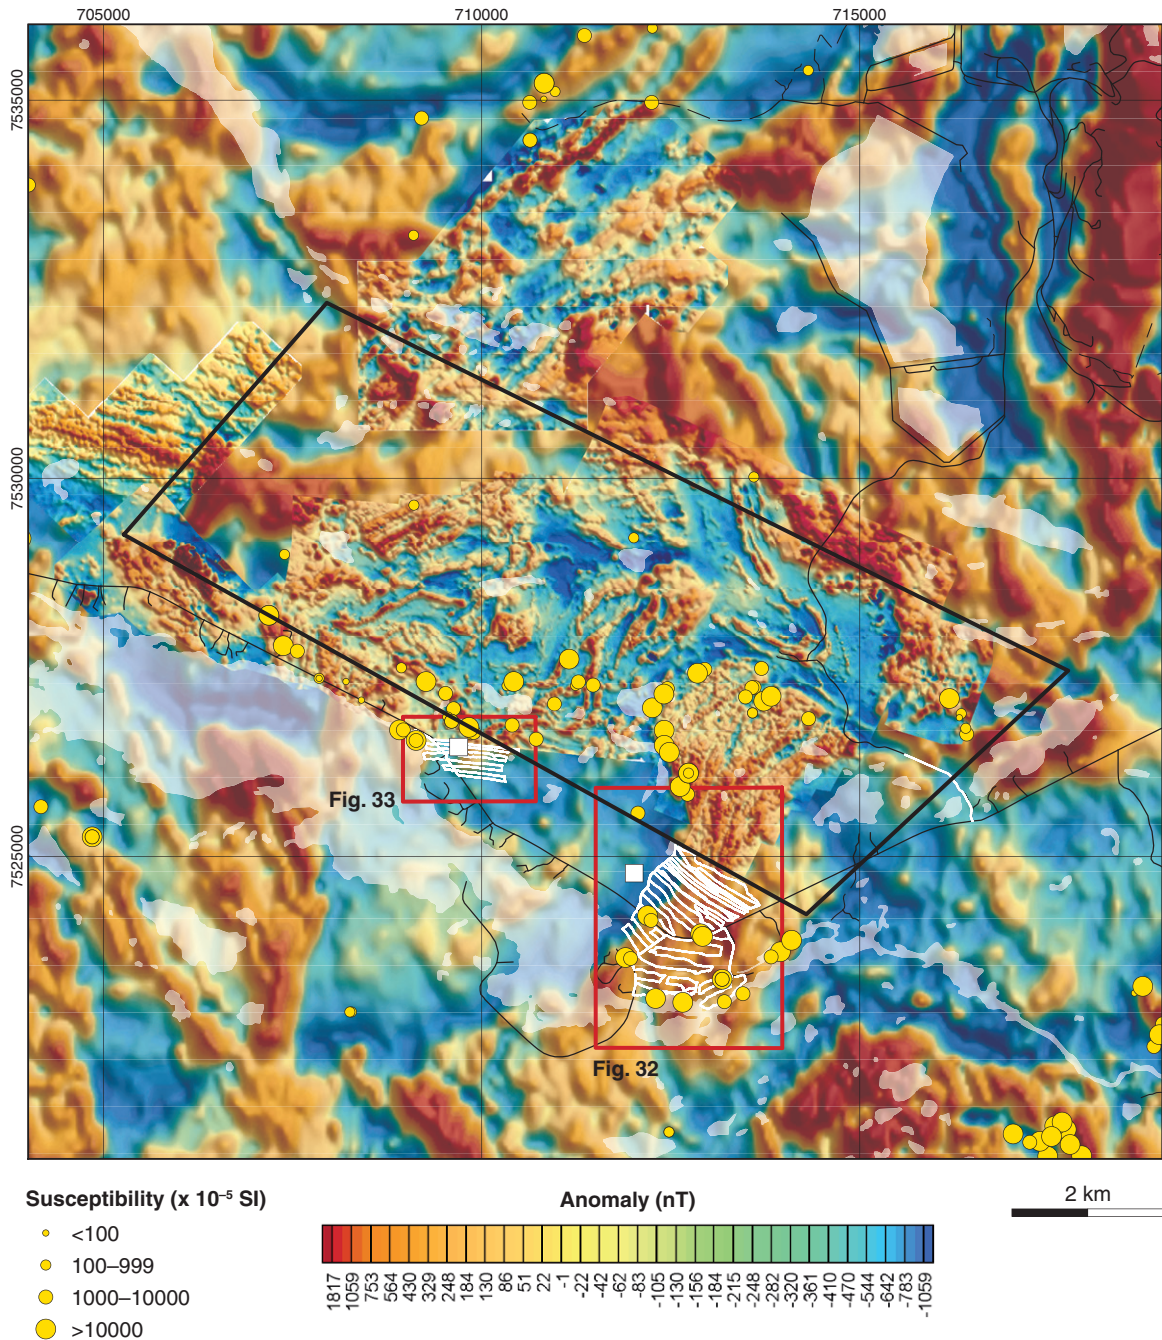 705000 710000 715000
7535000
7530000
7525000
Fig. 33
Fig. 32
Susceptibility (x 10⁻⁵ SI)
<100
100–999
1000–10000
>10000
Anomaly (nT)
1817 1059 753 564 430 329 248 184 130 86 51 22 -1 -22 -42 -62 -83 -105 -130 -156 -184 -215 -248 -282 -320 -361 -410 -470 -544 -642 -783 -1059
2 km